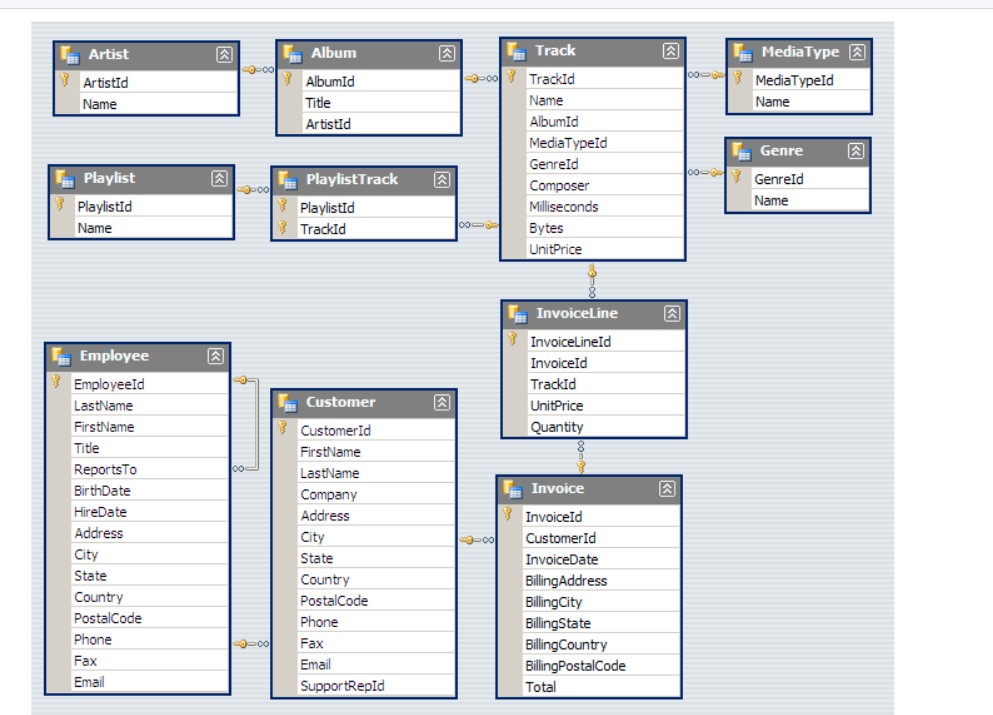 Artist
ArtistId
Name
Album
AlbumId
Title
ArtistId
Track
TrackId
Name
AlbumId
MediaTypeId
GenreId
Composer
Milliseconds
Bytes
UnitPrice
MediaType
MediaTypeId
Name
Genre
GenreId
Name
Playlist
PlaylistId
Name
PlaylistTrack
PlaylistId
TrackId
InvoiceLine
InvoiceLineId
InvoiceId
TrackId
UnitPrice
Quantity
Employee
EmployeeId
LastName
FirstName
Title
ReportsTo
BirthDate
HireDate
Address
City
State
Country
PostalCode
Phone
Fax
Email
Customer
CustomerId
FirstName
LastName
Company
Address
City
State
Country
PostalCode
Phone
Fax
Email
SupportRepId
Invoice
InvoiceId
CustomerId
InvoiceDate
BillingAddress
BillingCity
BillingState
BillingCountry
BillingPostalCode
Total